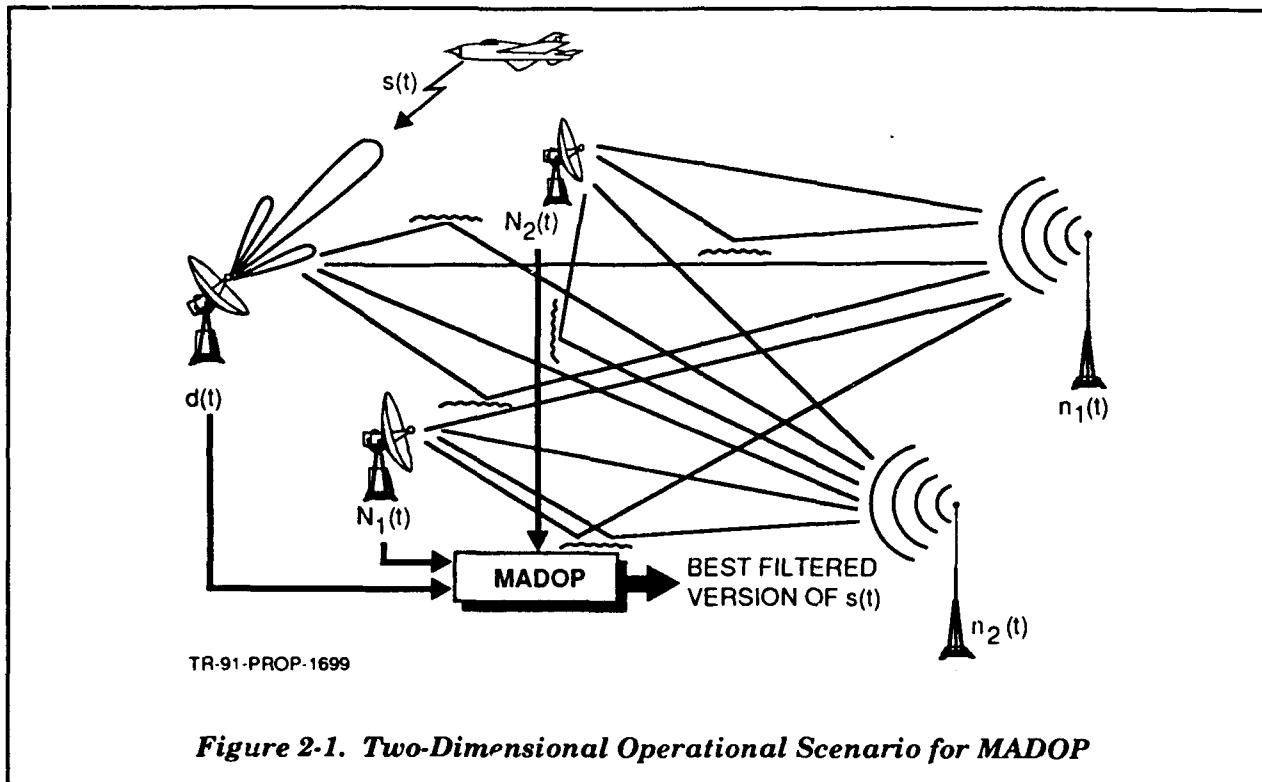 s(t)
N2(t)
d(t)
n1(t)
N1(t)
MADOP
BEST FILTERED
VERSION OF s(t)
n2(t)
TR-91-PROP-1699
Figure 2-1. Two-Dimensional Operational Scenario for MADOP